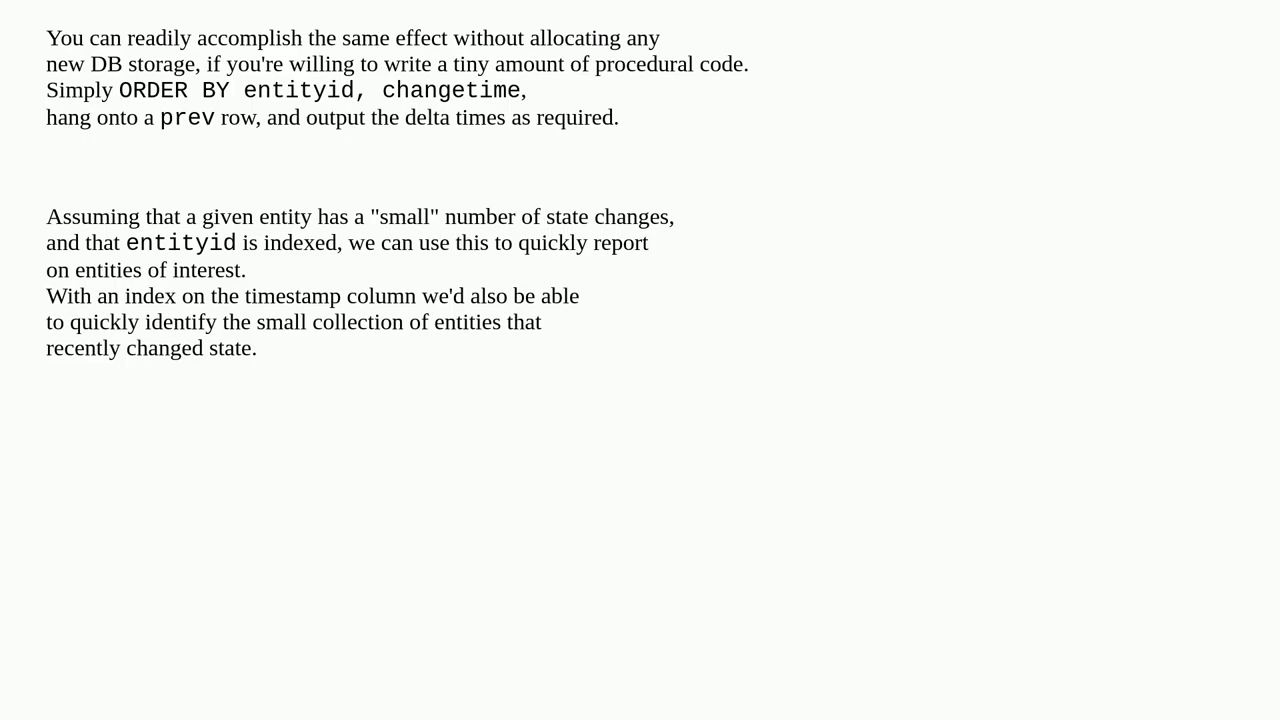 You can readily accomplish the same effect without allocating any
new DB storage, if you're willing to write a tiny amount of procedural code.
Simply ORDER BY entityid, changetime,
hang onto a prev row, and output the delta times as required.
Assuming that a given entity has a "small" number of state changes,
and that entityid is indexed, we can use this to quickly report
on entities of interest.
With an index on the timestamp column we'd also be able
to quickly identify the small collection of entities that
recently changed state.